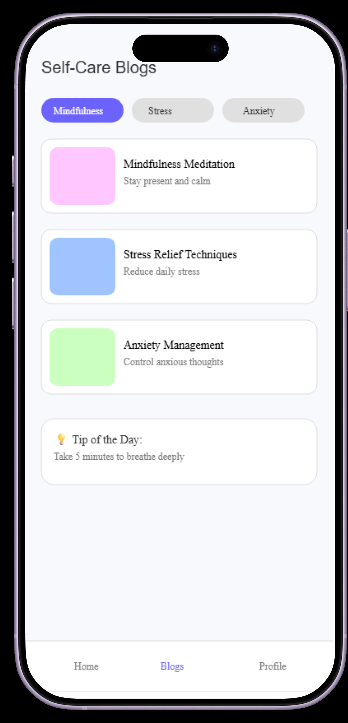 Self-Care Blogs
Mindfulness Stress Anxiety
Mindfulness Meditation
Stay present and calm
Stress Relief Techniques
Reduce daily stress
Anxiety Management
Control anxious thoughts
💡 Tip of the Day:
Take 5 minutes to breathe deeply
Home Blogs Profile